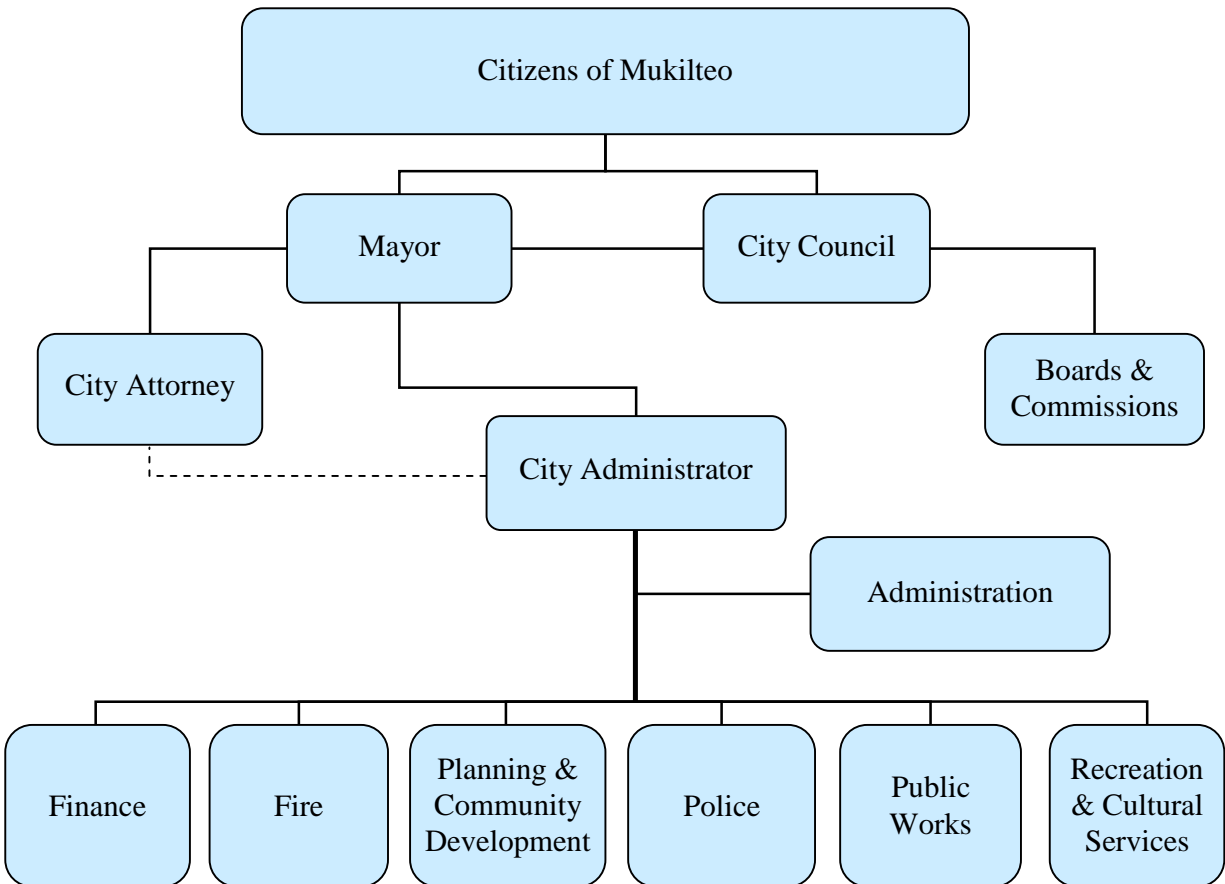 Citizens of Mukilteo
Mayor
City Council
City Attorney
Boards &
Commissions
City Administrator
Administration
Finance
Fire
Planning &
Community
Development
Police
Public
Works
Recreation
& Cultural
Services